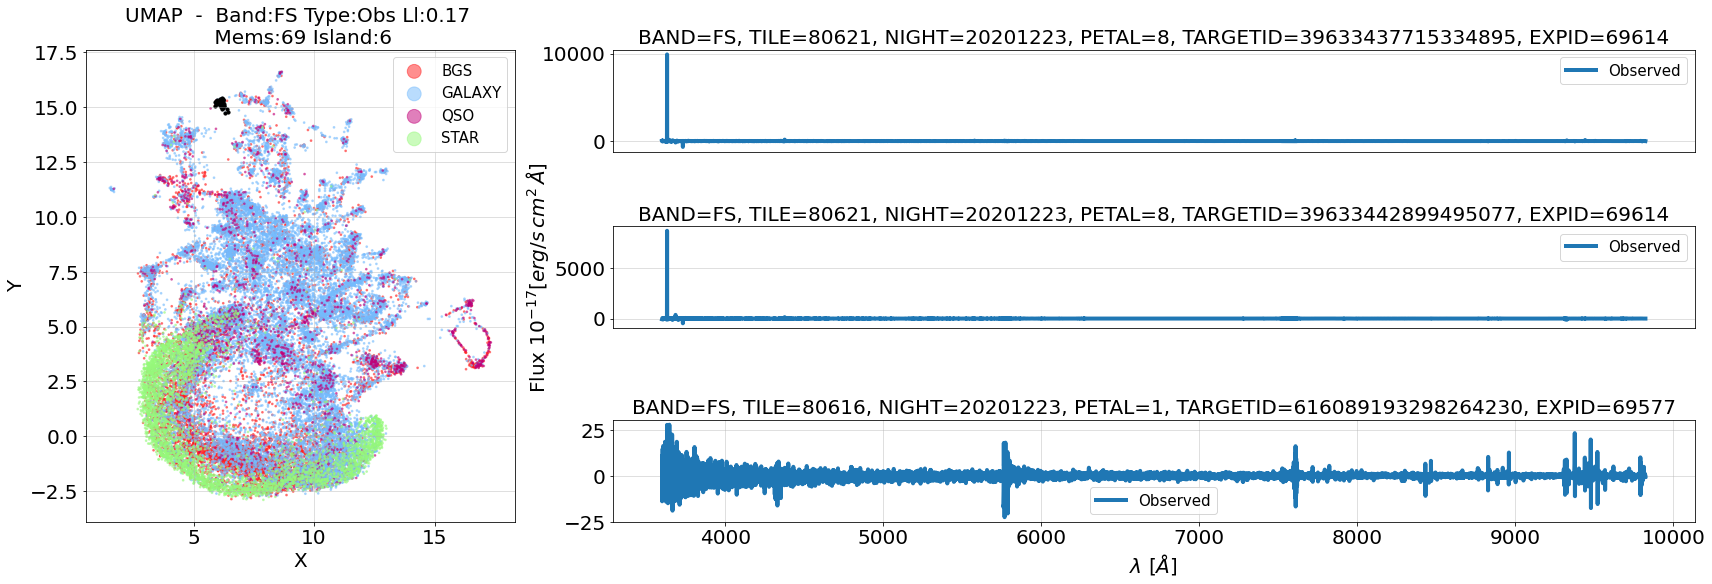 UMAP  -  Band:FS Type:Obs Ll:0.17
Mems:69 Island:6
17.5
15.0
12.5
10.0
7.5
5.0
2.5
0.0
−2.5
Y
5
10
15
X
BGS
GALAXY
QSO
STAR
Flux 10⁻¹⁷[erg/s cm² Å]
BAND=FS, TILE=80621, NIGHT=20201223, PETAL=8, TARGETID=39633437715334895, EXPID=69614
10000
0
Observed
BAND=FS, TILE=80621, NIGHT=20201223, PETAL=8, TARGETID=39633442899495077, EXPID=69614
5000
0
Observed
BAND=FS, TILE=80616, NIGHT=20201223, PETAL=1, TARGETID=616089193298264230, EXPID=69577
25
0
−25
Observed
4000
5000
6000
7000
8000
9000
10000
λ [Å]